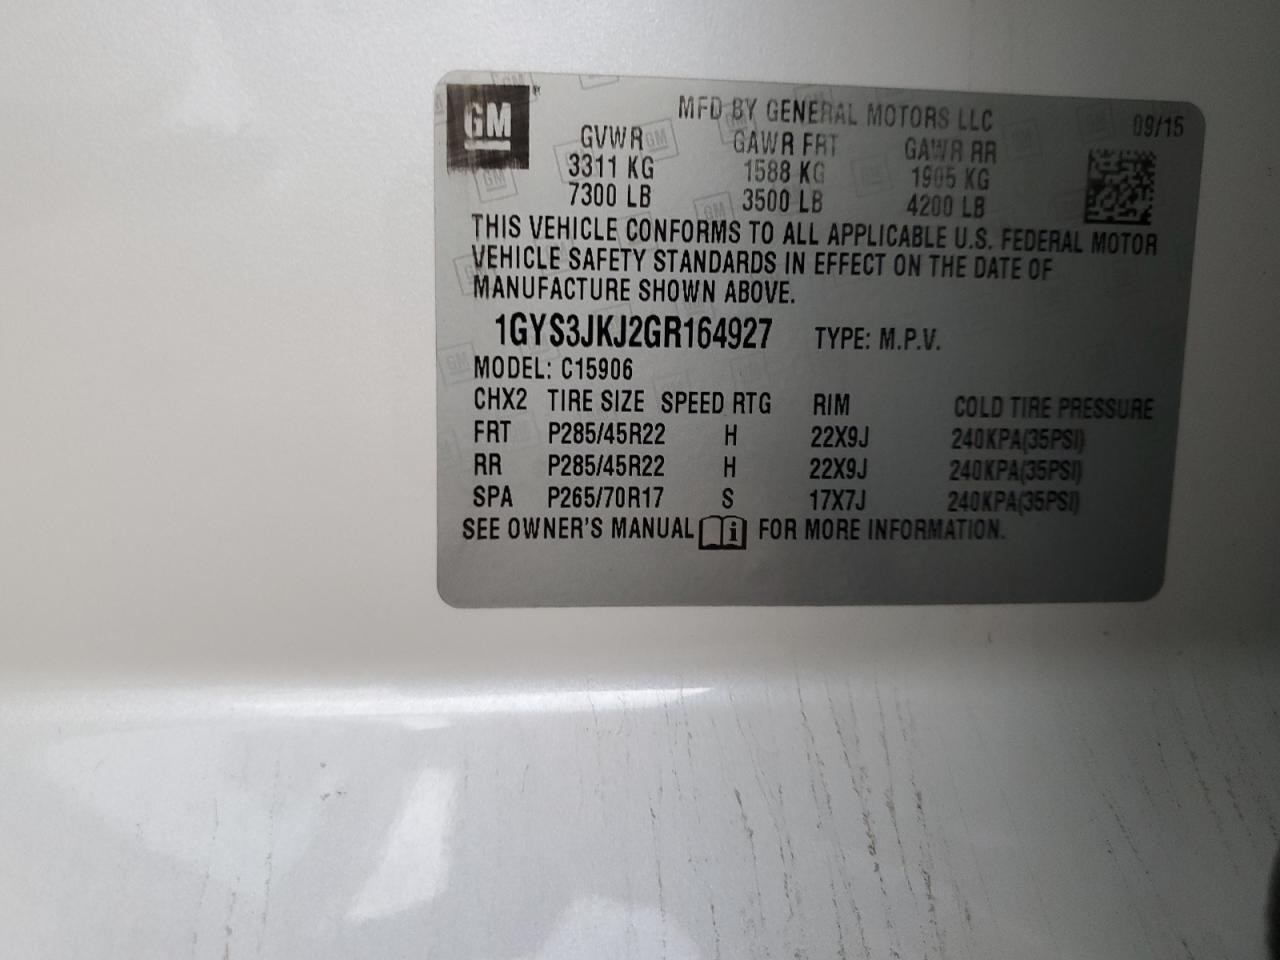 GM
MFD BY GENERAL MOTORS LLC 09/15
GVWR GAWR FRT GAWR RR
3311 KG 1588 KG 1905 KG
7300 LB 3500 LB 4200 LB
THIS VEHICLE CONFORMS TO ALL APPLICABLE U.S. FEDERAL MOTOR
VEHICLE SAFETY STANDARDS IN EFFECT ON THE DATE OF
MANUFACTURE SHOWN ABOVE.
1GYS3JKJ2GR164927 TYPE: M.P.V.
MODEL: C15906
CHX2 TIRE SIZE SPEED RTG RIM COLD TIRE PRESSURE
FRT P285/45R22 H 22X9J 240KPA(35PSI)
RR P285/45R22 H 22X9J 240KPA(35PSI)
SPA P265/70R17 S 17X7J 240KPA(35PSI)
SEE OWNER'S MANUAL i FOR MORE INFORMATION.